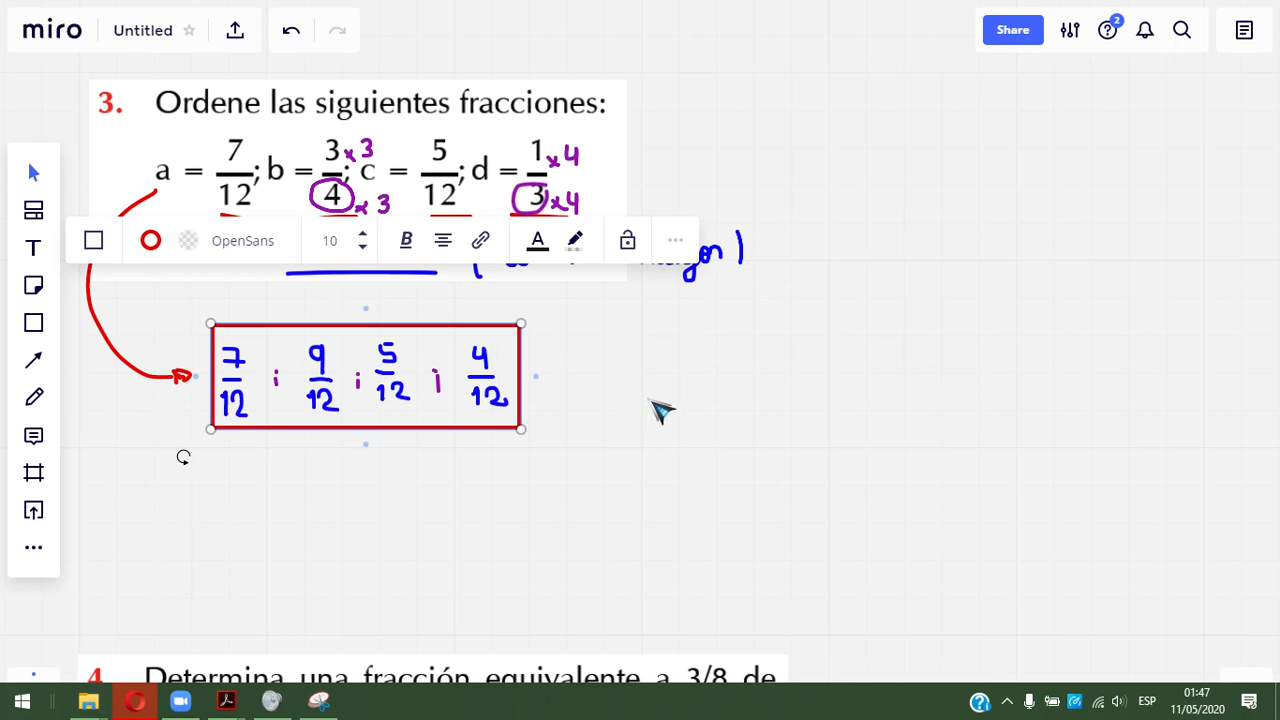 miro Untitled Share 2
3. Ordene las siguientes fracciones:
a = 7/12; b = 3/4; c = 5/12; d = 1/3
x 3 x 4
x 3 x 4
OpenSans 10 B A
7/12 ; 9/12 ; 5/12 ; 4/12
4. Determina una fracción equivalente a 3/8 de
ESP 01:47
11/05/2020